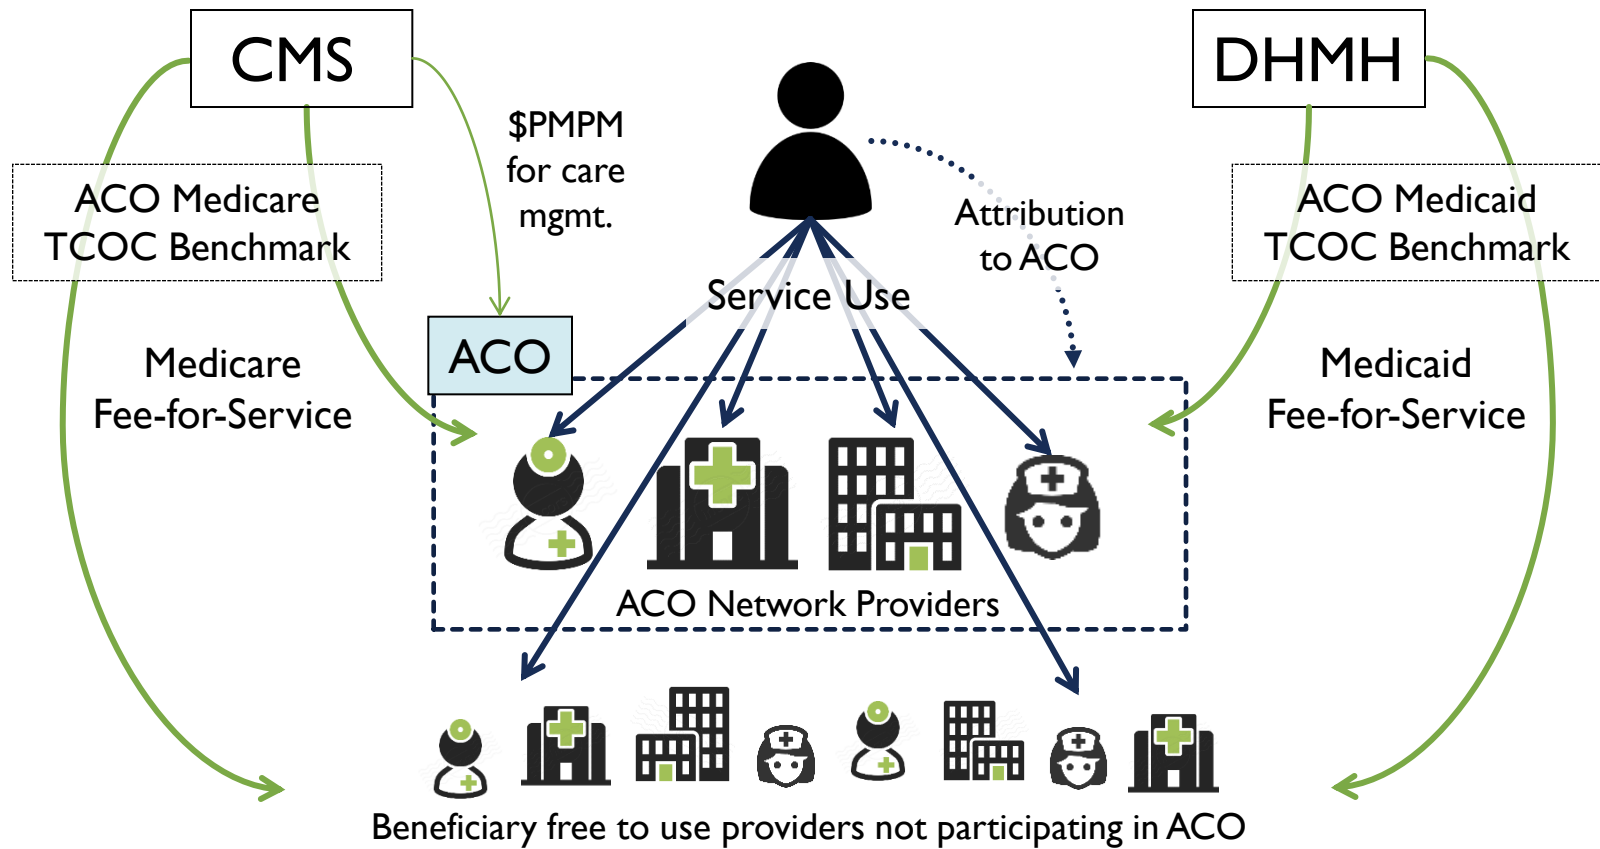 CMS
DHMH
$PMPM
for care
mgmt.
ACO Medicare
TCOC Benchmark
Attribution
to ACO
ACO Medicaid
TCOC Benchmark
Service Use
ACO
Medicare
Fee-for-Service
Medicaid
Fee-for-Service
ACO Network Providers
Beneficiary free to use providers not participating in ACO